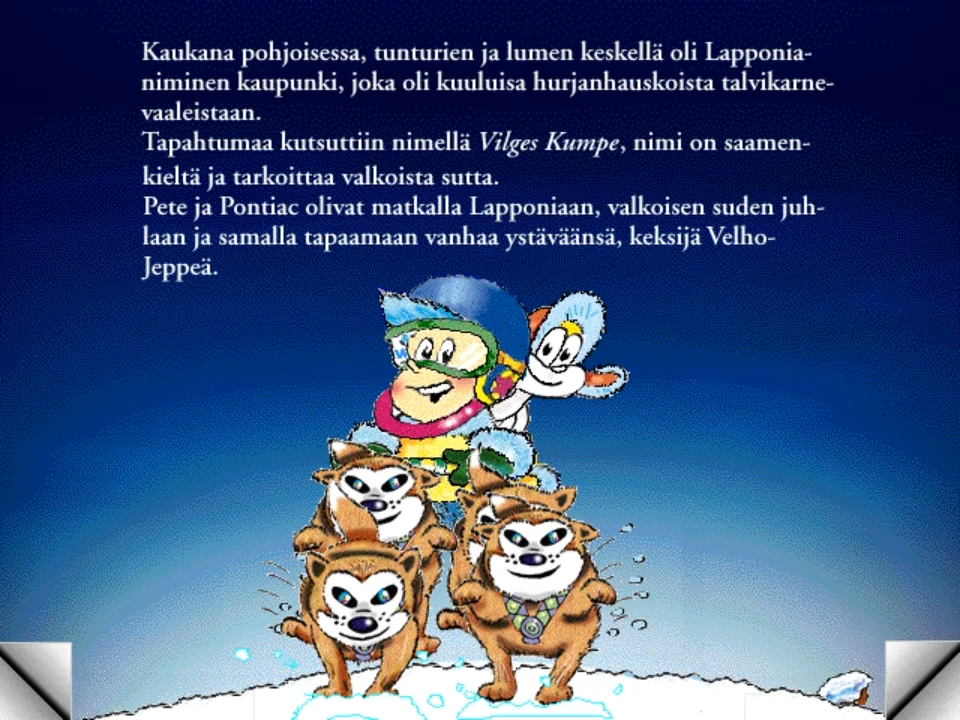 Kaukana pohjoisessa, tunturien ja lumen keskellä oli Lapponia-
niminen kaupunki, joka oli kuuluisa hurjanhauskoista talvikarne-
vaaleistaan.
Tapahtumaa kutsuttiin nimellä Vilges Kumpe, nimi on saamen-
kieltä ja tarkoittaa valkoista sutta.
Pete ja Pontiac olivat matkalla Lapponiaan, valkoisen suden juh-
laan ja samalla tapaamaan vanhaa ystäväänsä, keksijä Velho-
Jeppeä.